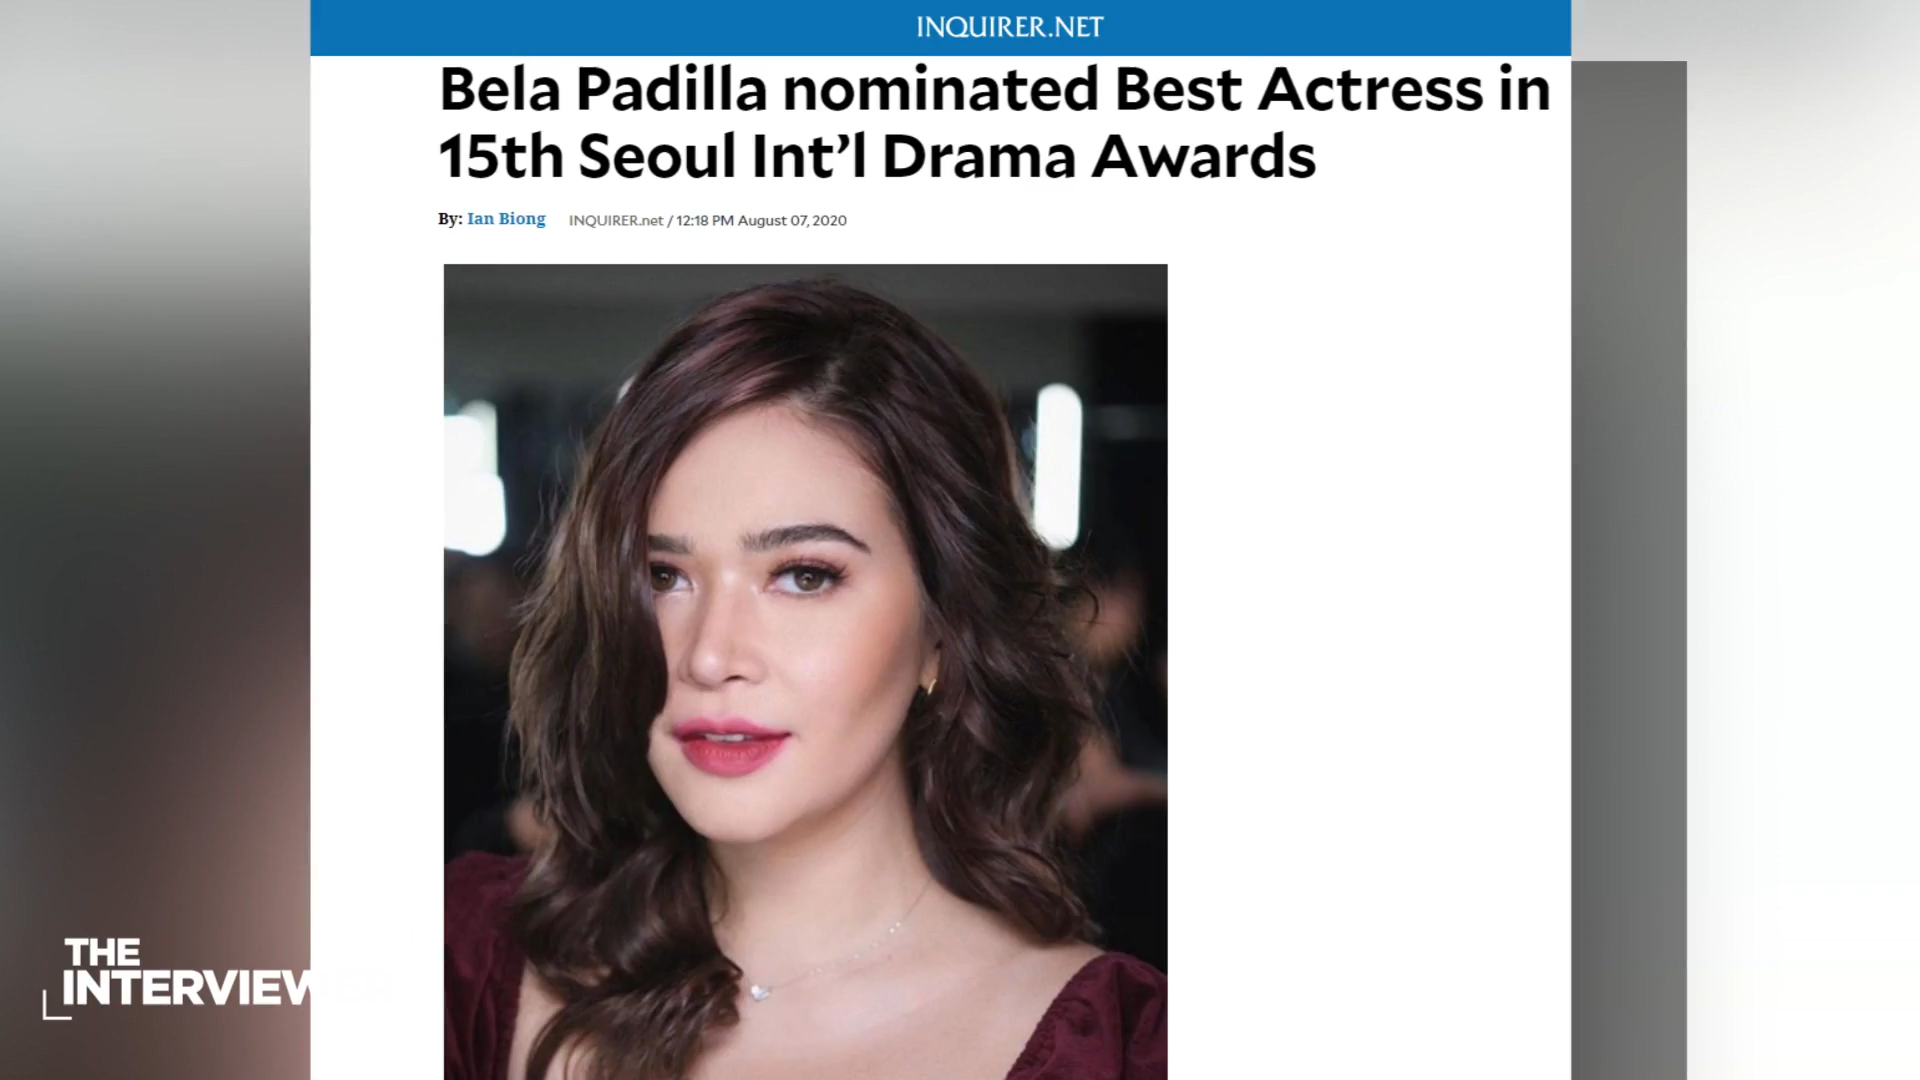 INQUIRER.NET
Bela Padilla nominated Best Actress in
15th Seoul Int’l Drama Awards
By: Ian Biong INQUIRER.net / 12:18 PM August 07, 2020
THE
INTERVIEW